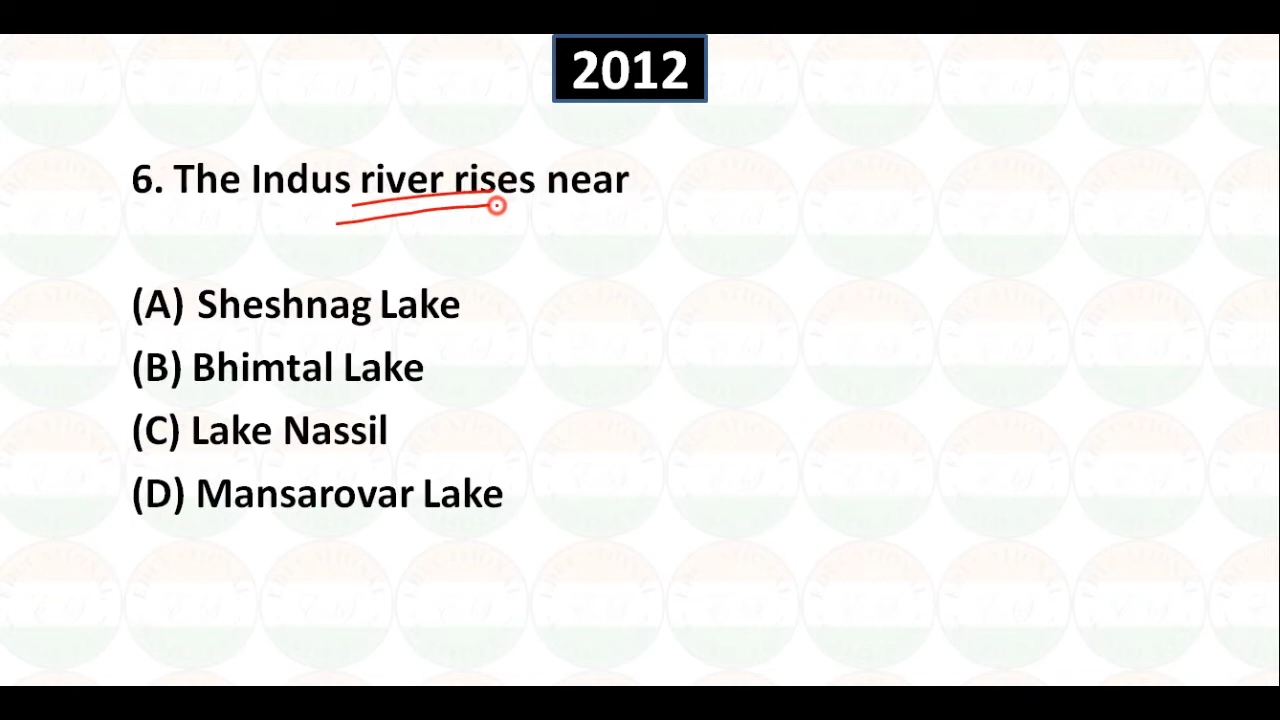 2012
6. The Indus river rises near
(A) Sheshnag Lake
(B) Bhimtal Lake
(C) Lake Nassil
(D) Mansarovar Lake